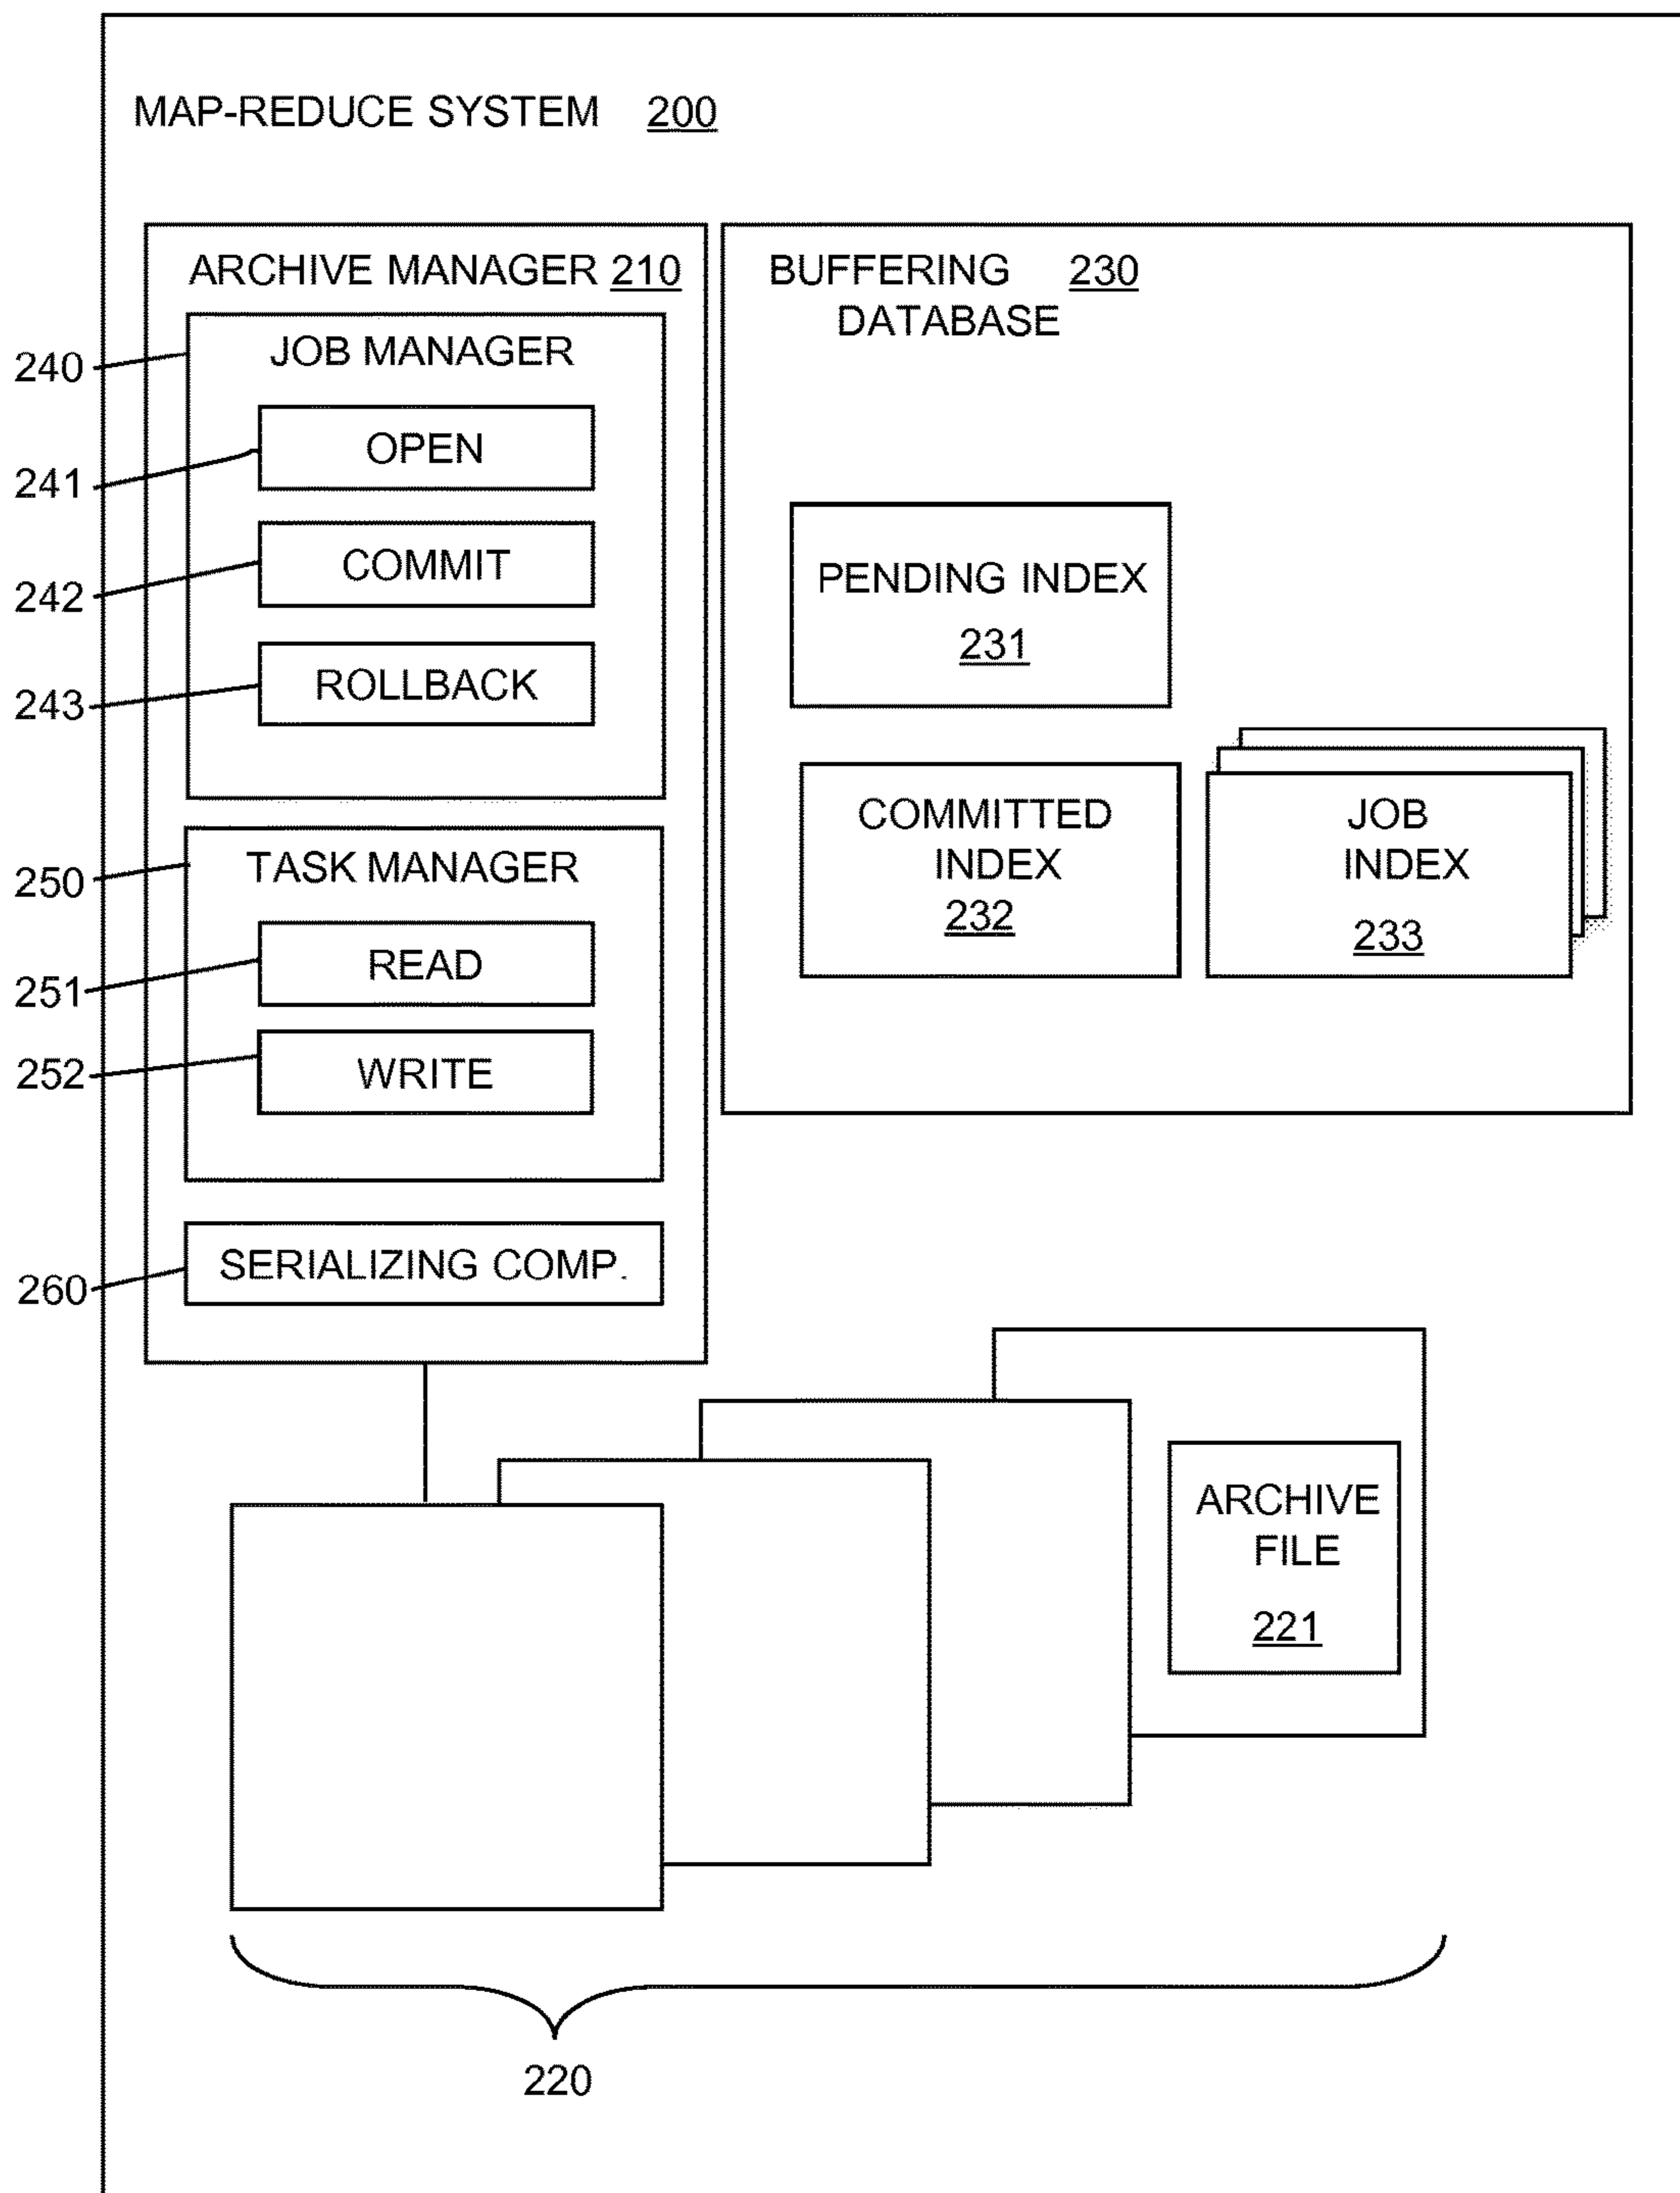 MAP-REDUCE SYSTEM 200
ARCHIVE MANAGER 210
JOB MANAGER
240
OPEN
241
COMMIT
242
ROLLBACK
243
TASK MANAGER
250
READ
251
WRITE
252
SERIALIZING COMP.
260
BUFFERING 230
DATABASE
PENDING INDEX
231
COMMITTED
INDEX
232
JOB
INDEX
233
ARCHIVE
FILE
221
220